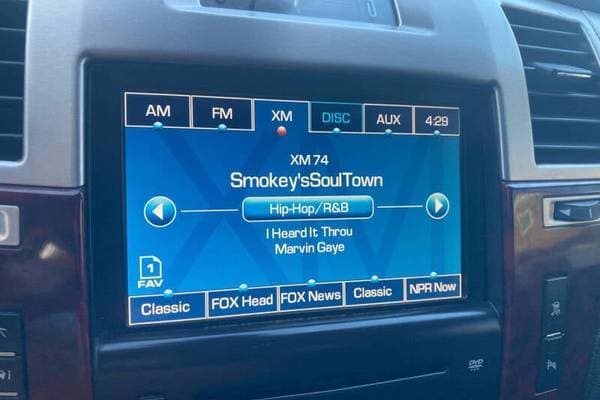 AM FM XM DISC AUX 4:29
XM 74
Smokey'sSoulTown
Hip-Hop/R&B
I Heard It Throu
Marvin Gaye
1
FAV
Classic FOX Head FOX News Classic NPR Now
DVD